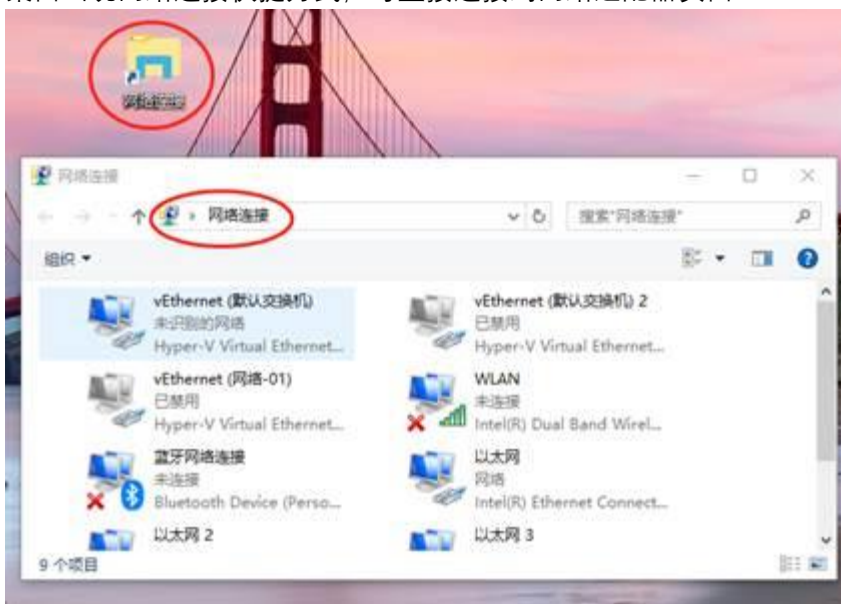 网络连接
网络连接
网络连接
搜索"网络连接"
组织
vEthernet (默认交换机)
未识别的网络
Hyper-V Virtual Ethernet...
vEthernet (默认交换机) 2
已禁用
Hyper-V Virtual Ethernet...
vEthernet (网络-01)
已禁用
Hyper-V Virtual Ethernet...
WLAN
未连接
Intel(R) Dual Band Wirel...
蓝牙网络连接
未连接
Bluetooth Device (Perso...
以太网
网络
Intel(R) Ethernet Connect...
以太网 2
以太网 3
9 个项目